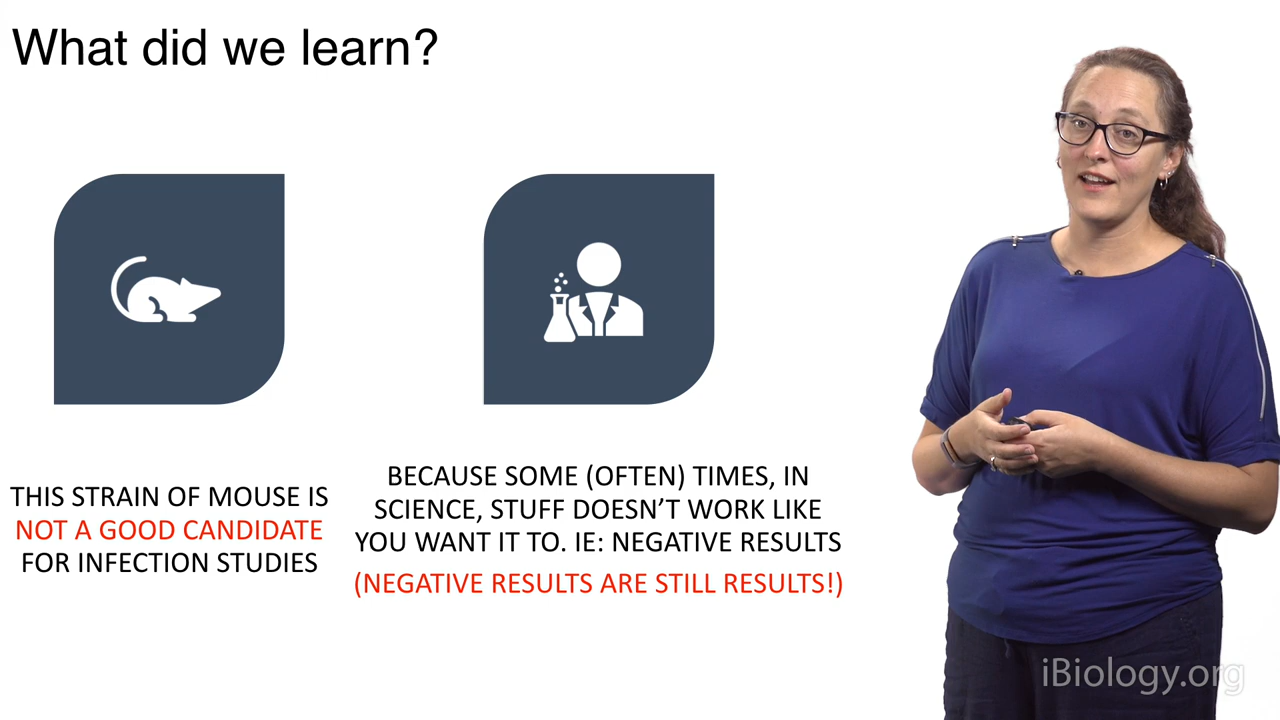 What did we learn?
THIS STRAIN OF MOUSE IS
NOT A GOOD CANDIDATE
FOR INFECTION STUDIES
BECAUSE SOME (OFTEN) TIMES, IN
SCIENCE, STUFF DOESN’T WORK LIKE
YOU WANT IT TO. IE: NEGATIVE RESULTS
(NEGATIVE RESULTS ARE STILL RESULTS!)
iBiology.org